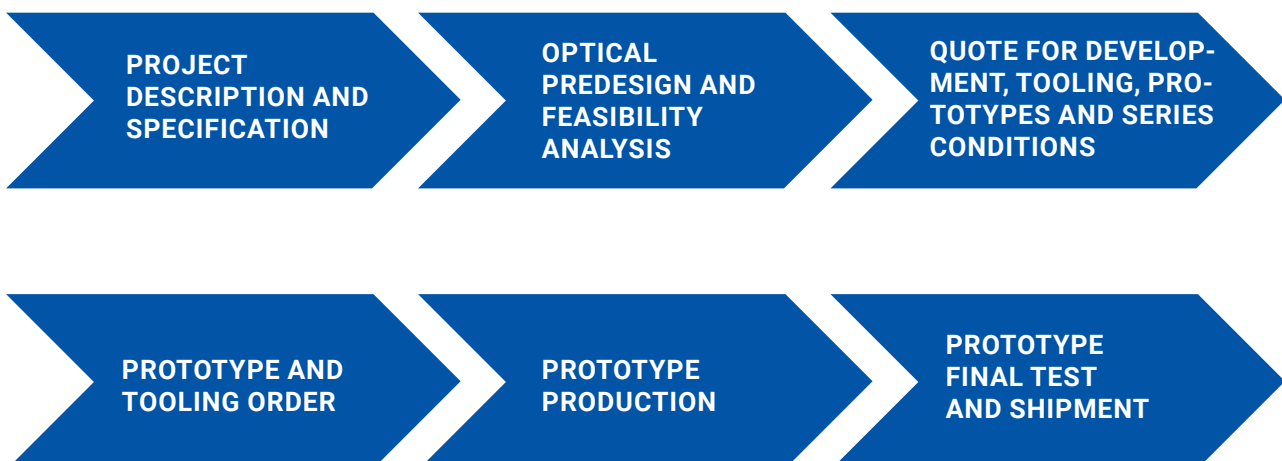 PROJECT
DESCRIPTION AND
SPECIFICATION
OPTICAL
PREDESIGN AND
FEASIBILITY
ANALYSIS
QUOTE FOR DEVELOP-
MENT, TOOLING, PRO-
TOTYPES AND SERIES
CONDITIONS
PROTOTYPE AND
TOOLING ORDER
PROTOTYPE
PRODUCTION
PROTOTYPE
FINAL TEST
AND SHIPMENT